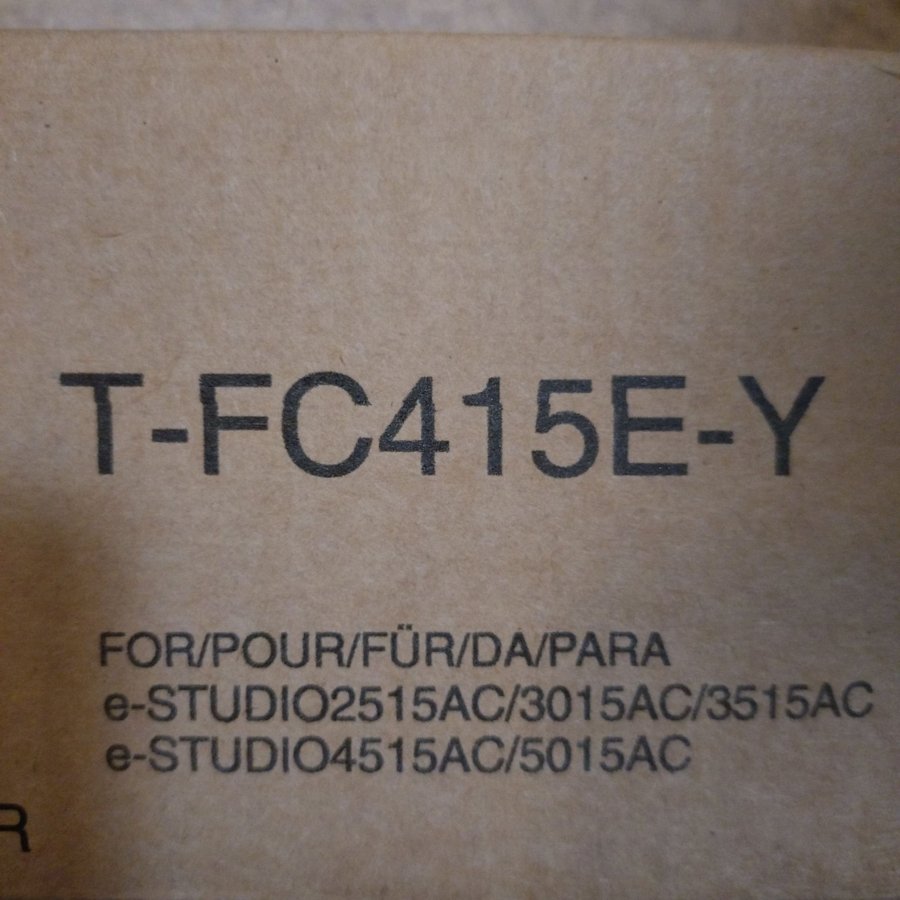 T-FC415E-Y
FOR/POUR/FÜR/DA/PARA
e-STUDIO2515AC/3015AC/3515AC
e-STUDIO4515AC/5015AC
R